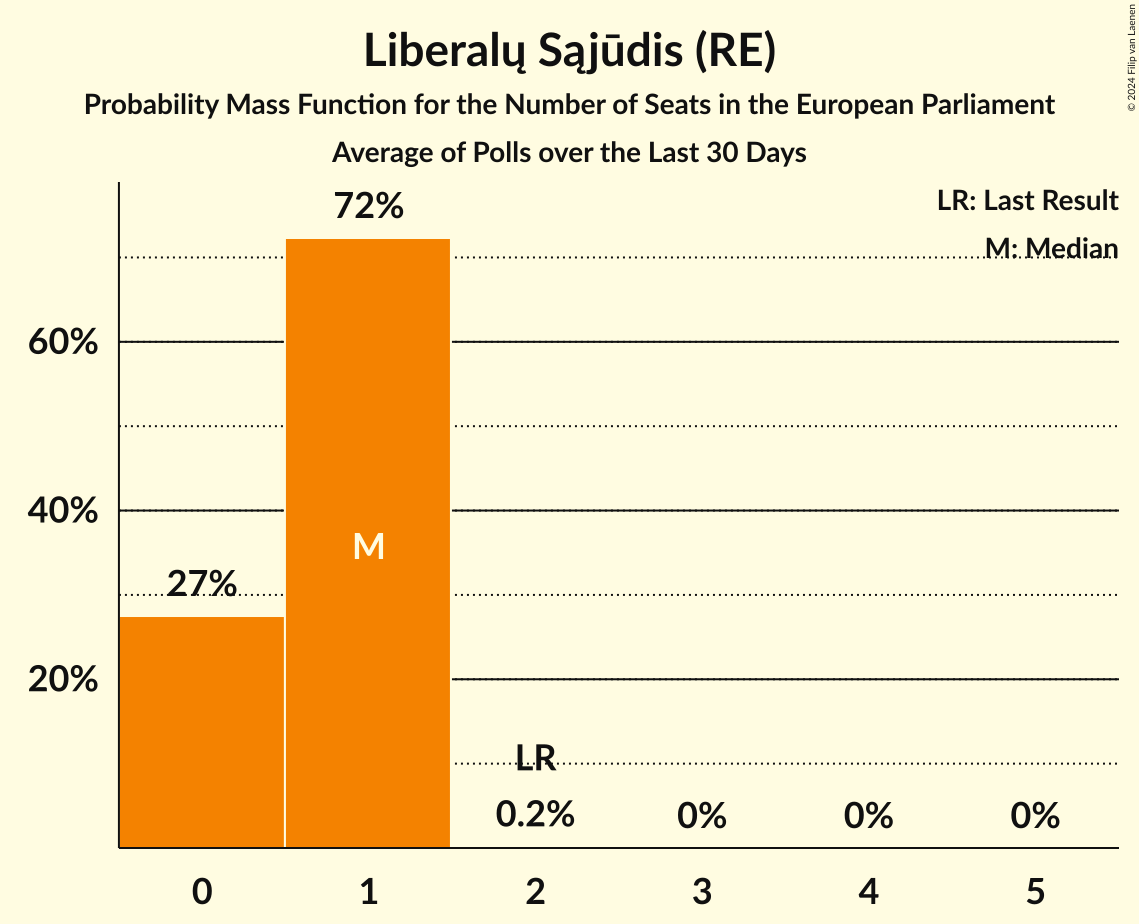 Liberalų Sąjūdis (RE)
Probability Mass Function for the Number of Seats in the European Parliament
Average of Polls over the Last 30 Days
© 2024 Filip van Laenen
LR: Last Result
M: Median
72%
60%
40%
M
27%
20%
LR
0.2%
0%
0%
0%
0
1
2
3
4
5